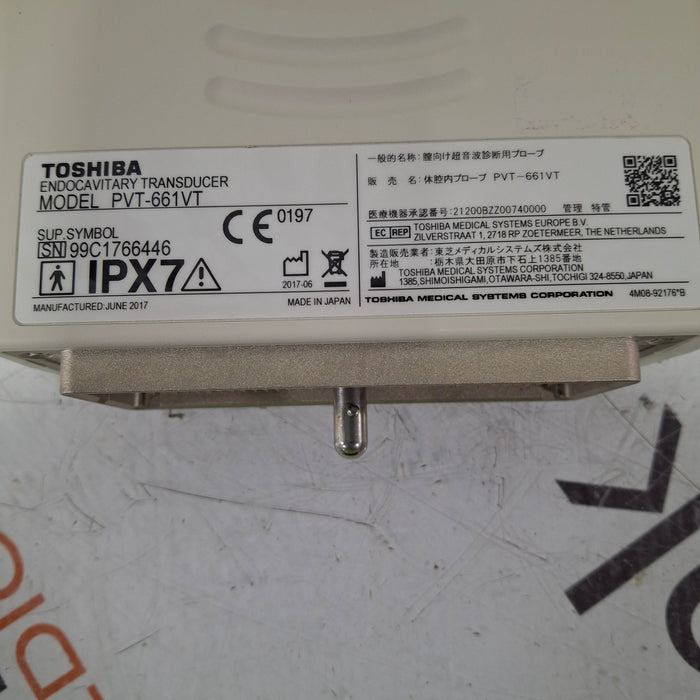 TOSHIBA
ENDOCAVITARY TRANSDUCER
MODEL PVT-661VT
CE 0197
SUP.SYMBOL
SN 99C1766446
IPX7
2017-06
MANUFACTURED:JUNE 2017
MADE IN JAPAN
一般的名称：膣向け超音波診断用プローブ
販売名：体腔内プローブ PVT-661VT
医療機器承認番号:21200BZZ00740000 管理 特管
EC REP TOSHIBA MEDICAL SYSTEMS EUROPE B.V.
ZILVERSTRAAT 1, 2718 RP ZOETERMEER, THE NETHERLANDS
製造販売業者：東芝メディカルシステムズ株式会社
所在地：栃木県大田原市下石上1385番地
TOSHIBA MEDICAL SYSTEMS CORPORATION
1385,SHIMOISHIGAMI,OTAWARA-SHI,TOCHIGI 324-8550,JAPAN
TOSHIBA MEDICAL SYSTEMS CORPORATION 4M08-92176*B